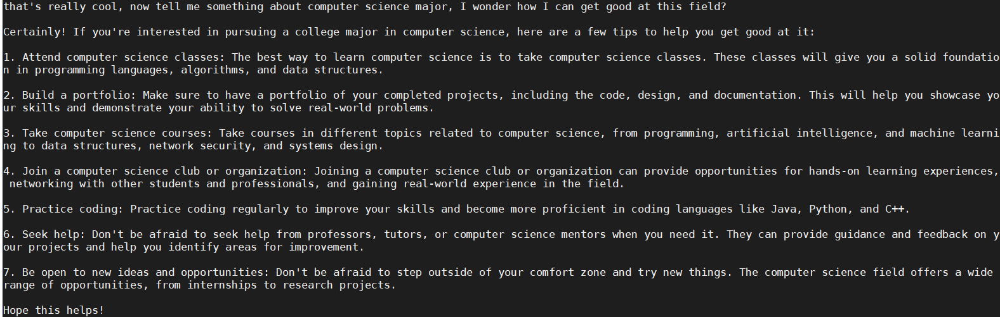 that's really cool, now tell me something about computer science major, I wonder how I can get good at this field?
Certainly! If you're interested in pursuing a college major in computer science, here are a few tips to help you get good at it:
1. Attend computer science classes: The best way to learn computer science is to take computer science classes. These classes will give you a solid foundatio
n in programming languages, algorithms, and data structures.
2. Build a portfolio: Make sure to have a portfolio of your completed projects, including the code, design, and documentation. This will help you showcase yo
ur skills and demonstrate your ability to solve real-world problems.
3. Take computer science courses: Take courses in different topics related to computer science, from programming, artificial intelligence, and machine learni
ng to data structures, network security, and systems design.
4. Join a computer science club or organization: Joining a computer science club or organization can provide opportunities for hands-on learning experiences,
networking with other students and professionals, and gaining real-world experience in the field.
5. Practice coding: Practice coding regularly to improve your skills and become more proficient in coding languages like Java, Python, and C++.
6. Seek help: Don't be afraid to seek help from professors, tutors, or computer science mentors when you need it. They can provide guidance and feedback on y
our projects and help you identify areas for improvement.
7. Be open to new ideas and opportunities: Don't be afraid to step outside of your comfort zone and try new things. The computer science field offers a wide
range of opportunities, from internships to research projects.
Hope this helps!